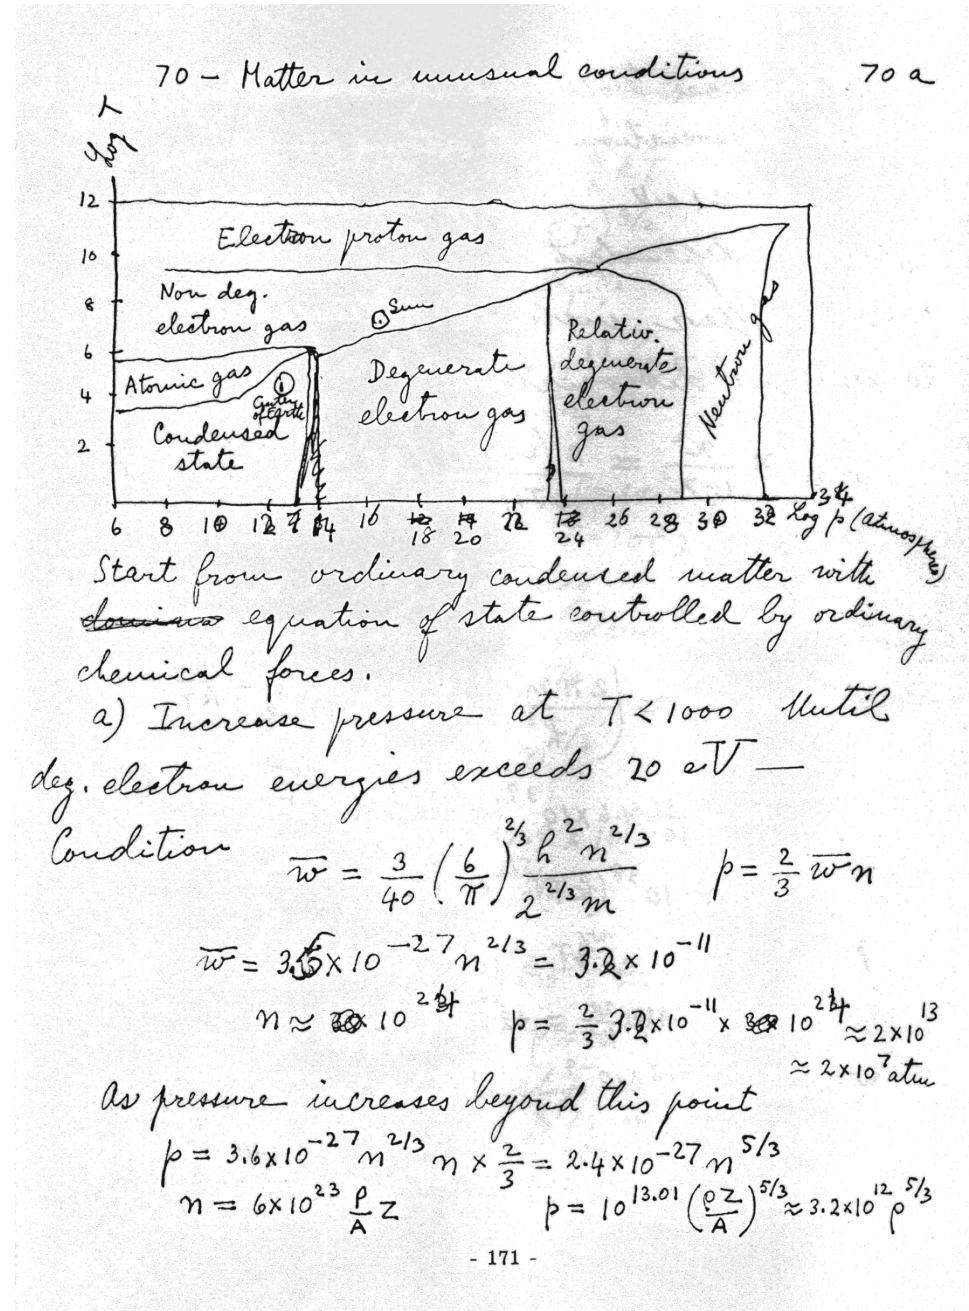 70 – Matter in unusual conditions 70 a
Log T
12
10
8
6
4
2
Electron proton gas
Non deg.
electron gas
Sun
Atomic gas
Center
of Earth
Condensed
state
Degenerate
electron gas
Relativ.
degenerate
electron
gas
Neutron gas
6 8 10 12 14 16 18 20 22 24 26 28 30 32 34
Log p (atmospheres)
Start from ordinary condensed matter with
equation of state controlled by ordinary
chemical forces.
a) Increase pressure at T < 1000 Until
deg. electron energies exceeds 20 eV —
Condition w̄ = 3/40 (6/π)^2/3 h² n^2/3 / 2^2/3 m p = 2/3 w̄ n
w̄ = 3.6 × 10^-27 n^2/3 = 3.2 × 10^-11
n ≈ 10^24 p = 2/3 3.2 × 10^-11 × 10^24 ≈ 2 × 10^13
≈ 2 × 10^7 atm
As pressure increases beyond this point
p = 3.6 × 10^-27 n^2/3 n × 2/3 = 2.4 × 10^-27 n^5/3
n = 6 × 10^23 ρ/A Z p = 10^13.01 (ρZ/A)^5/3 ≈ 3.2 × 10^12 ρ^5/3
- 171 -